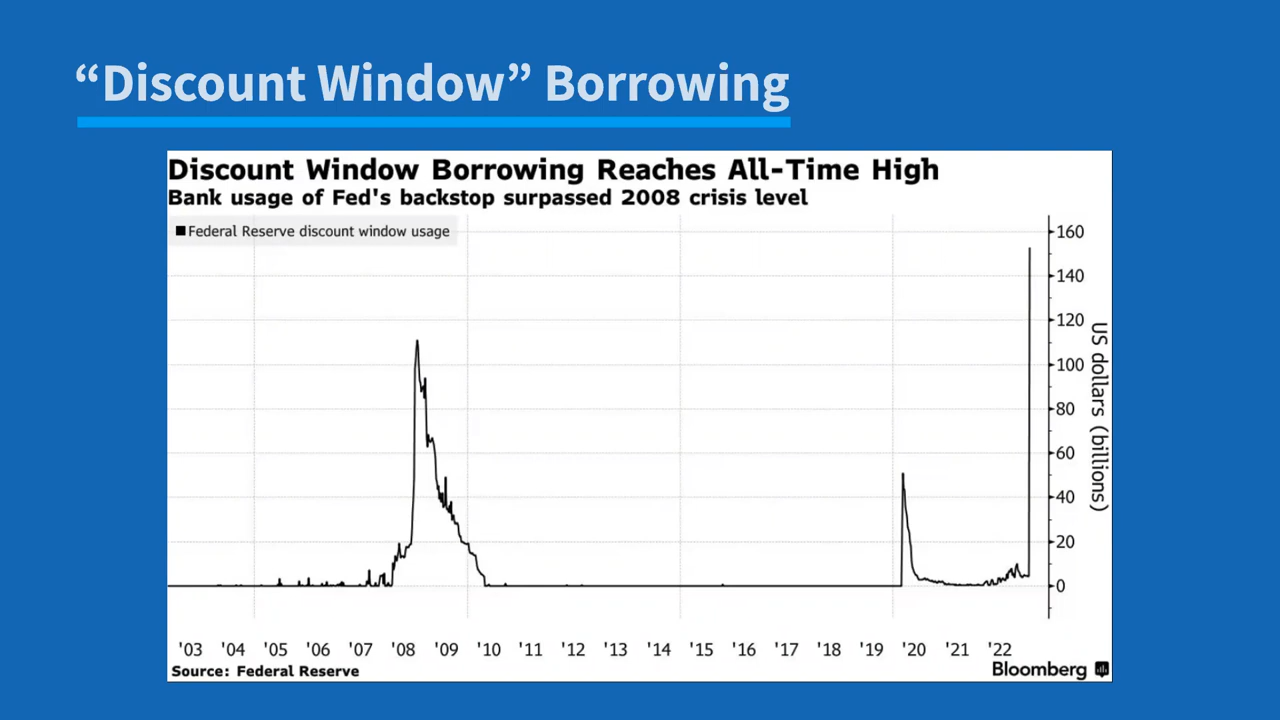 “Discount Window” Borrowing
Discount Window Borrowing Reaches All-Time High
Bank usage of Fed's backstop surpassed 2008 crisis level
Federal Reserve discount window usage
160
140
120
100
80
60
40
20
0
US dollars (billions)
'03 '04 '05 '06 '07 '08 '09 '10 '11 '12 '13 '14 '15 '16 '17 '18 '19 '20 '21 '22
Source: Federal Reserve
Bloomberg